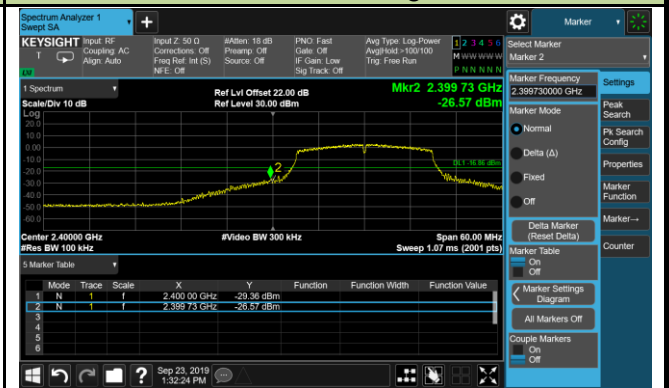 Spectrum Analyzer 1
Swept SA
+
Marker
KEYSIGHT
T
Input: RF
Coupling: AC
Align: Auto
Input Z: 50 Ω
Corrections: Off
Freq Ref: Int (S)
NFE: Off
#Atten: 18 dB
Preamp: Off
Source: Off
PNO: Fast
Gate: Off
IF Gain: Low
Sig Track: Off
Avg Type: Log-Power
Avg|Hold:>100/100
Trig: Free Run
1 2 3 4 5 6
M W W W W W
P N N N N N
Select Marker
Marker 2
1 Spectrum
Scale/Div 10 dB
Log
Ref Lvl Offset 22.00 dB
Ref Level 30.00 dBm
Mkr2 2.399 73 GHz
-26.57 dBm
20.0
10.0
0.00
-10.0
-20.0
-30.0
-40.0
-50.0
-60.0
2
DL1 -16.86 dBm
Center 2.40000 GHz
#Res BW 100 kHz
#Video BW 300 kHz
Span 60.00 MHz
Sweep 1.07 ms (2001 pts)
5 Marker Table
Mode Trace Scale X Y Function Function Width Function Value
1 N 1 f 2.400 00 GHz -29.36 dBm
2 N 1 f 2.399 73 GHz -26.57 dBm
3
4
5
6
Marker Frequency
2.399730000 GHz
Marker Mode
Normal
Delta (Δ)
Fixed
Off
Delta Marker
(Reset Delta)
Marker Table
On
Off
Marker Settings
Diagram
All Markers Off
Couple Markers
On
Off
Settings
Peak
Search
Pk Search
Config
Properties
Marker
Function
Marker→
Counter
?
Sep 23, 2019
1:32:24 PM